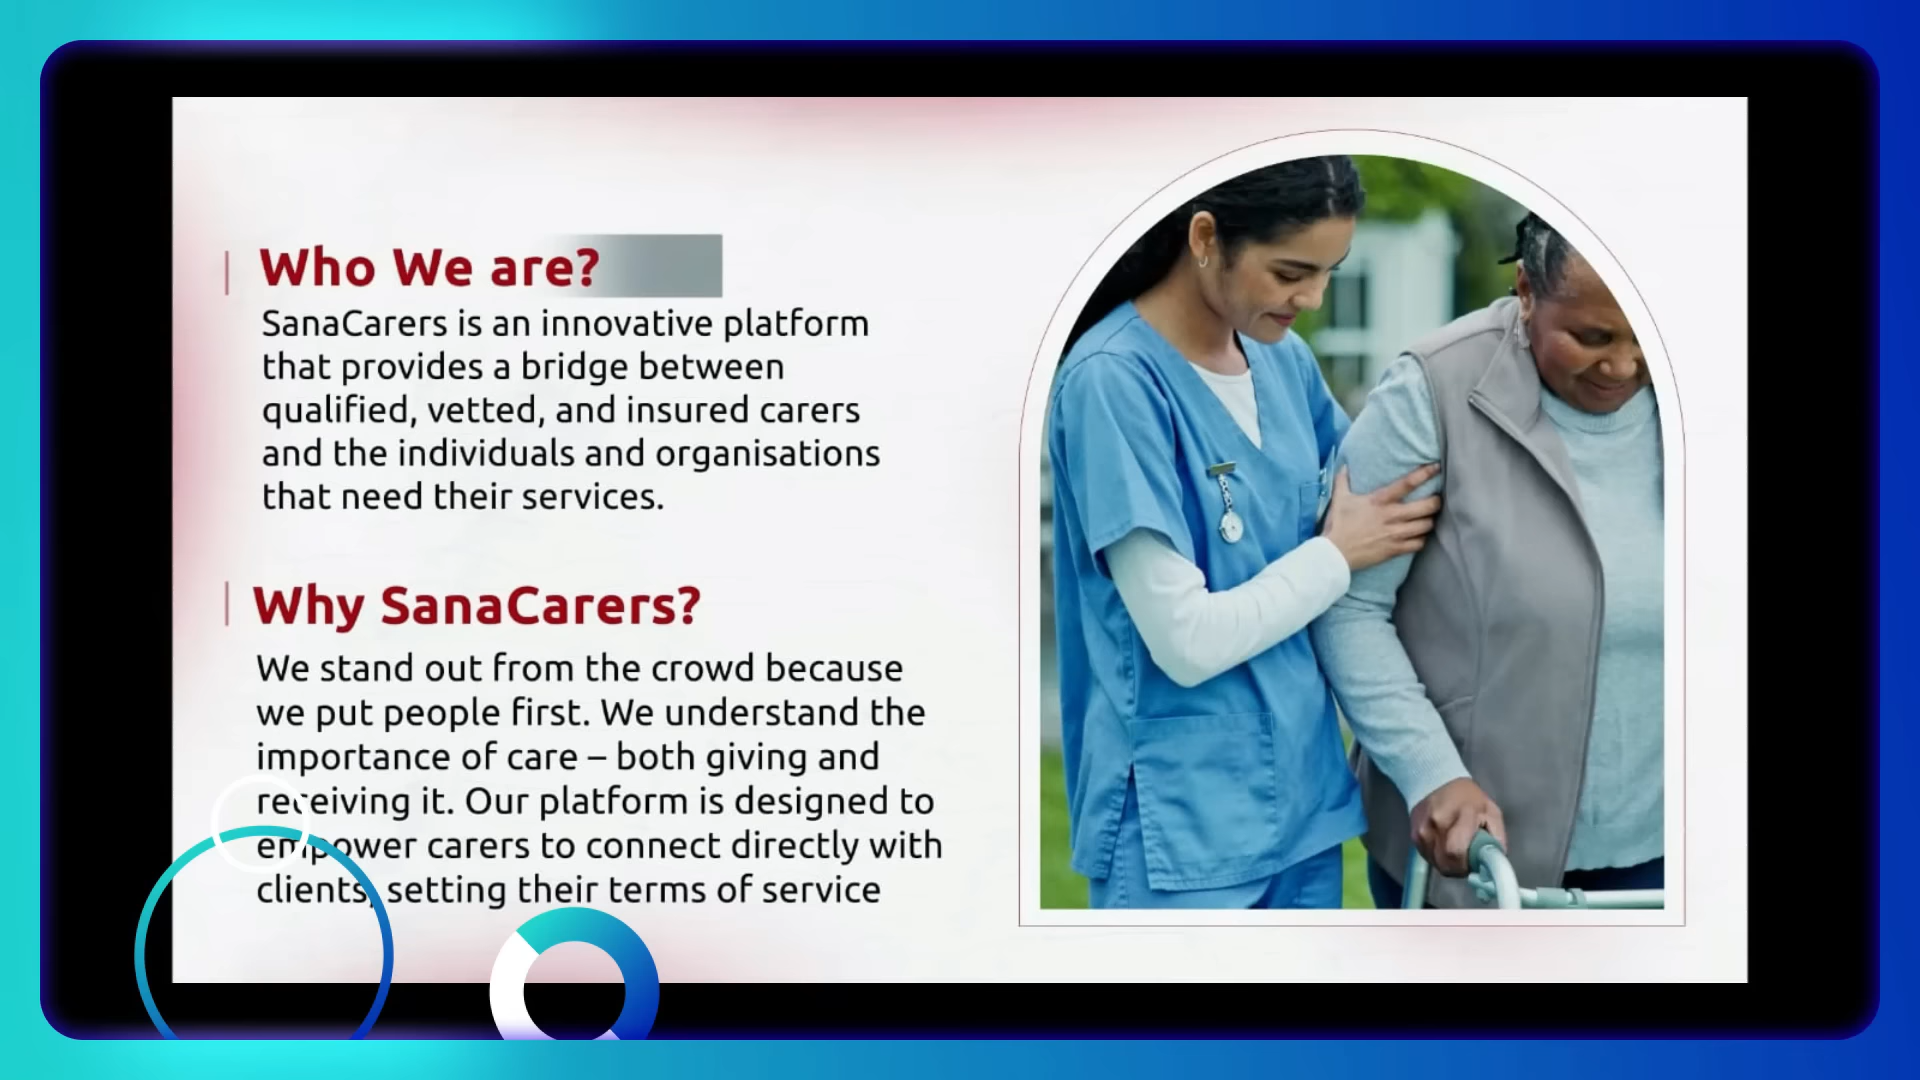 Who We are?
SanaCarers is an innovative platform
that provides a bridge between
qualified, vetted, and insured carers
and the individuals and organisations
that need their services.
Why SanaCarers?
We stand out from the crowd because
we put people first. We understand the
importance of care – both giving and
receiving it. Our platform is designed to
empower carers to connect directly with
clients, setting their terms of service